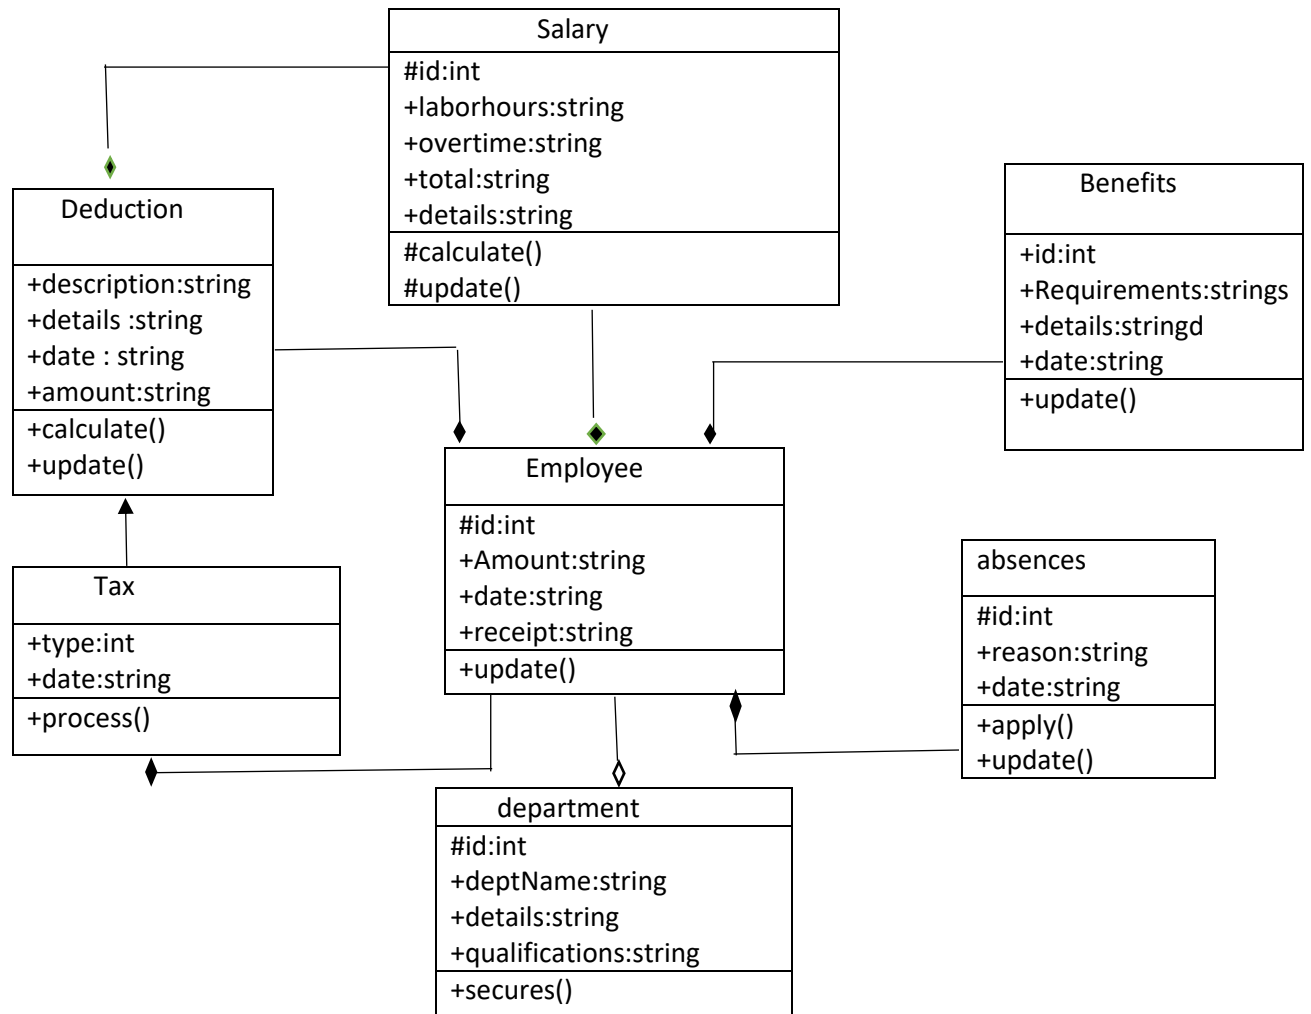 Salary
#id:int
+laborhours:string
+overtime:string
+total:string
+details:string
#calculate()
#update()
Deduction
+description:string
+details :string
+date : string
+amount:string
+calculate()
+update()
Benefits
+id:int
+Requirements:strings
+details:stringd
+date:string
+update()
Employee
#id:int
+Amount:string
+date:string
+receipt:string
+update()
Tax
+type:int
+date:string
+process()
absences
#id:int
+reason:string
+date:string
+apply()
+update()
department
#id:int
+deptName:string
+details:string
+qualifications:string
+secures()